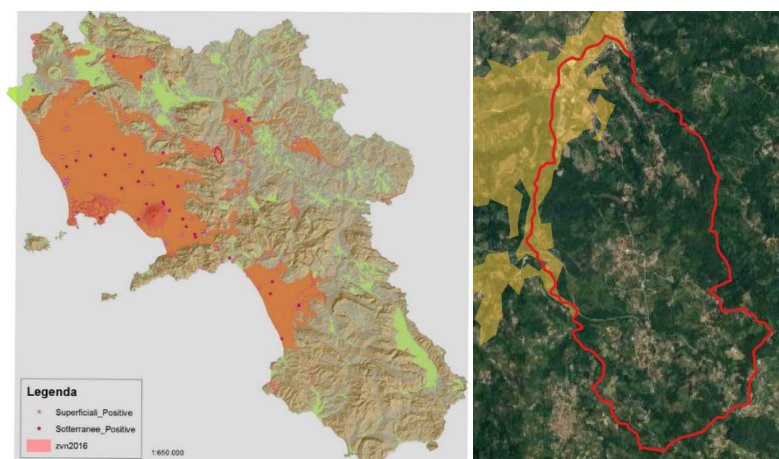 Legenda
Superficiali_Positive
Sotterranee_Positive
zvn2016
1:650.000